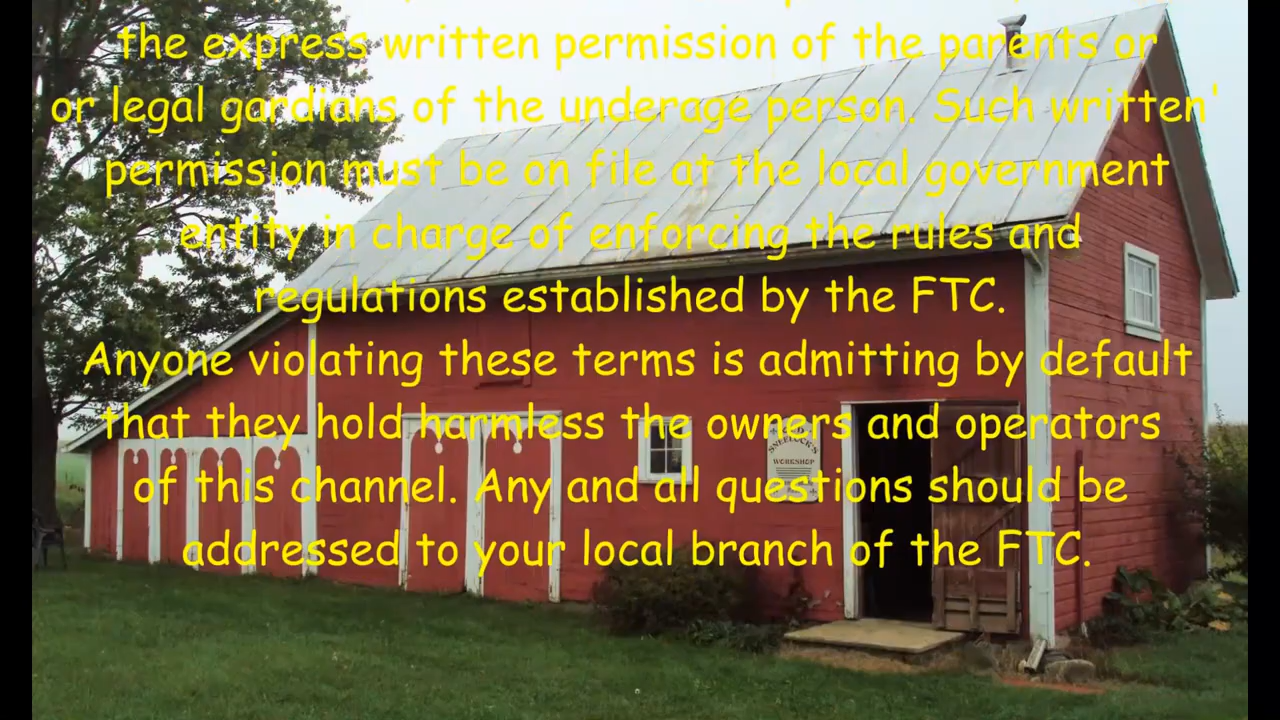 the express written permission of the parents or
or legal gardians of the underage person. Such written'
permission must be on file at the local government
entity in charge of enforcing the rules and
regulations established by the FTC.
Anyone violating these terms is admitting by default
that they hold harmless the owners and operators
of this channel. Any and all questions should be
addressed to your local branch of the FTC.
SNEELOCK'S
WORKSHOP